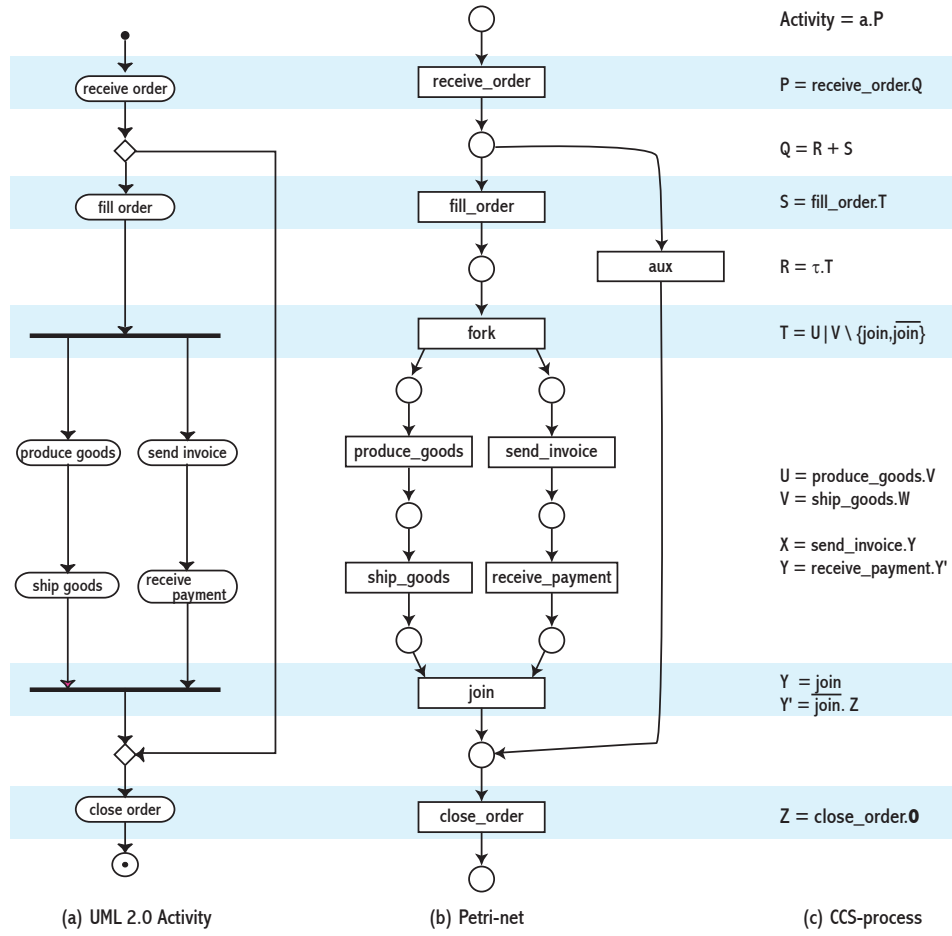 receive order
fill order
produce goods
send invoice
ship goods
receive
payment
close order
(a) UML 2.0 Activity
receive_order
fill_order
aux
fork
produce_goods
send_invoice
ship_goods
receive_payment
join
close_order
(b) Petri-net
Activity = a.P
P = receive_order.Q
Q = R + S
S = fill_order.T
R = τ.T
T = U|V \ {join,j̅o̅i̅n̅}
U = produce_goods.V
V = ship_goods.W
X = send_invoice.Y
Y = receive_payment.Y'
Y = join
Y' = j̅o̅i̅n̅. Z
Z = close_order.0
(c) CCS-process